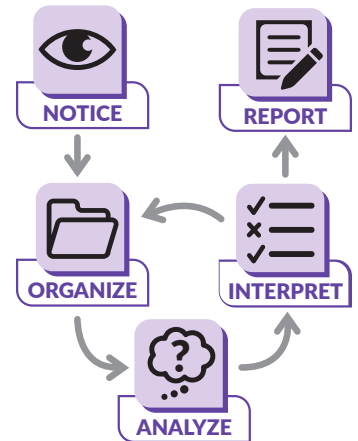 NOTICE
REPORT
ORGANIZE
INTERPRET
?
ANALYZE